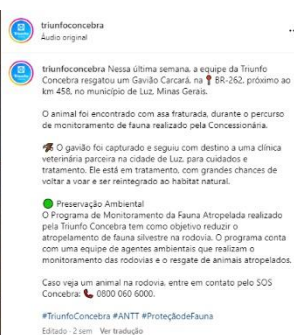 triunfoconcebra
Áudio original
triunfoconcebra Nessa última semana, a equipe da Triunfo
Concebra resgatou um Gavião Carcará, na 📍 BR-262, próximo ao
km 458, no município de Luz, Minas Gerais.
O animal foi encontrado com asa fraturada, durante o percurso
de monitoramento de fauna realizado pela Concessionária.
🦅 O gavião foi capturado e seguiu com destino a uma clínica
veterinária parceira na cidade de Luz, para cuidados e
tratamento. Ele está em tratamento, com grandes chances de
voltar a voar e ser reintegrado ao habitat natural.
🟢 Preservação Ambiental
O Programa de Monitoramento da Fauna Atropelada realizado
pela Triunfo Concebra tem como objetivo reduzir o
atropelamento de fauna silvestre na rodovia. O programa conta
com uma equipe de agentes ambientais que realizam o
monitoramento das rodovias e o resgate de animais atropelados.
Caso veja um animal na rodovia, entre em contato pelo SOS
Concebra: 📞 0800 060 6000.
#TriunfoConcebra #ANTT #ProteçãodeFauna
Editado · 2 sem Ver tradução